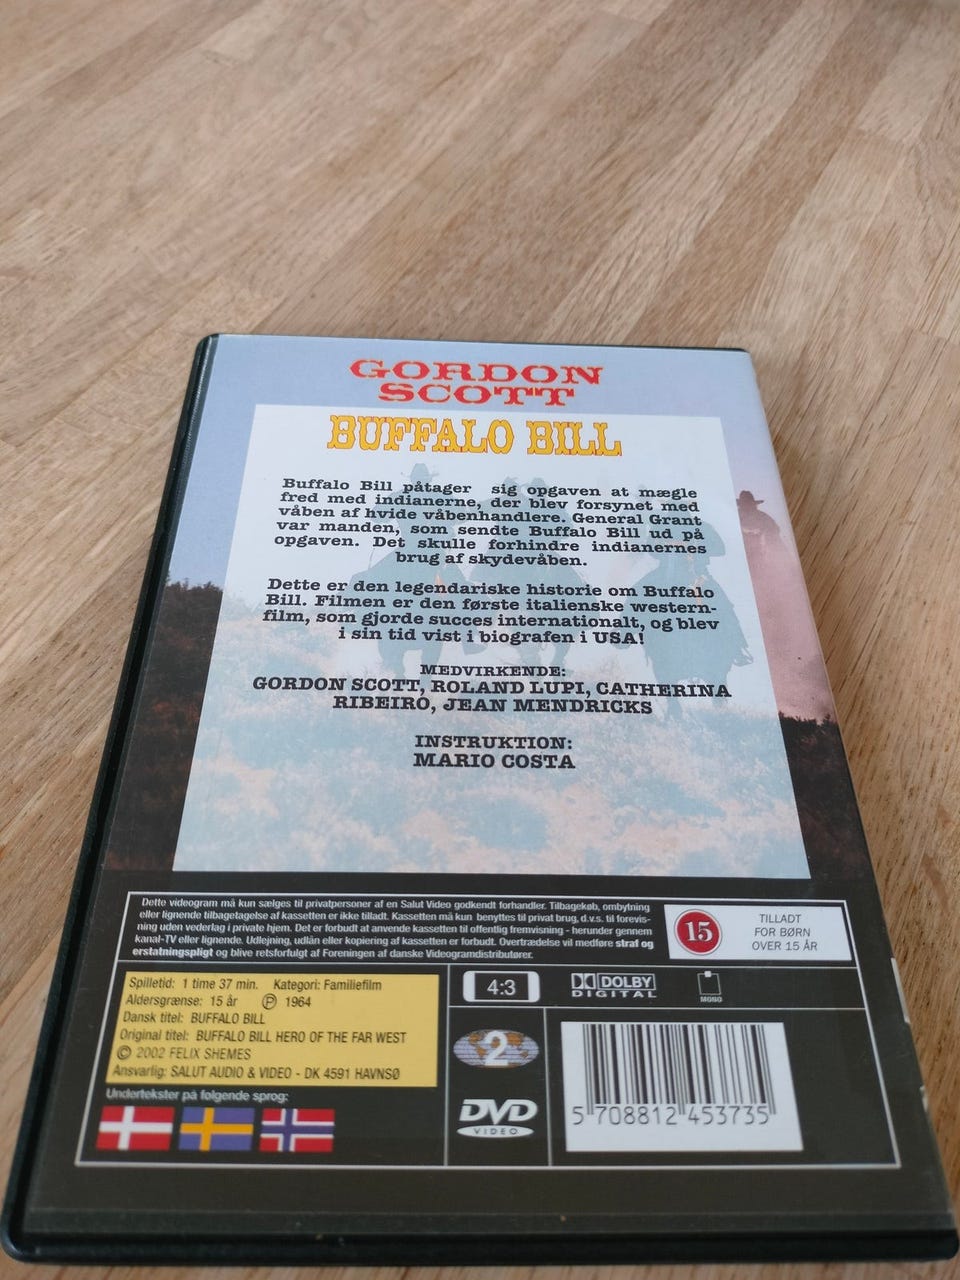 GORDON
SCOTT
BUFFALO BILL
Buffalo Bill påtager sig opgaven at mægle
fred med indianerne, der blev forsynet med
våben af hvide våbenhandlere. General Grant
var manden, som sendte Buffalo Bill ud på
opgaven. Det skulle forhindre indianernes
brug af skydevåben.
Dette er den legendariske historie om Buffalo
Bill. Filmen er den første italienske western-
film, som gjorde succes internationalt, og blev
i sin tid vist i biografen i USA!
MEDVIRKENDE:
GORDON SCOTT, ROLAND LUPI, CATHERINA
RIBEIRO, JEAN MENDRICKS
INSTRUKTION:
MARIO COSTA
Dette videogram må kun sælges til privatpersoner af en Salut Video godkendt forhandler. Tilbagekøb, ombytning
eller lignende tilbagetagelse af kassetten er ikke tilladt. Kassetten må kun benyttes til privat brug, d.v.s. til forevis-
ning uden vederlag i private hjem. Det er forbudt at anvende kassetten til offentlig fremvisning - herunder gennem
kanal-TV eller lignende. Udlejning, udlån eller kopiering af kassetten er forbudt. Overtrædelse vil medføre straf og
erstatningspligt og blive retsforfulgt af Foreningen af danske Videogramdistributører.
15
TILLADT
FOR BØRN
OVER 15 ÅR
Spilletid: 1 time 37 min. Kategori: Familiefilm
Aldersgrænse: 15 år Ⓟ 1964
Dansk titel: BUFFALO BILL
Original titel: BUFFALO BILL HERO OF THE FAR WEST
© 2002 FELIX SHEMES
Ansvarlig: SALUT AUDIO & VIDEO - DK 4591 HAVNSØ
Undertekster på følgende sprog:
4:3
DOLBY
DIGITAL
MONO
2
DVD
VIDEO
5 708812 453735